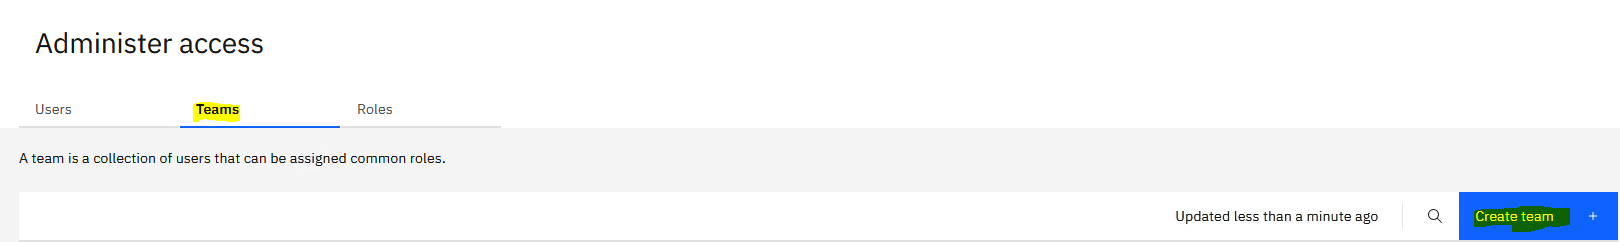 Administer access
Users Teams Roles
A team is a collection of users that can be assigned common roles.
Updated less than a minute ago Create team +